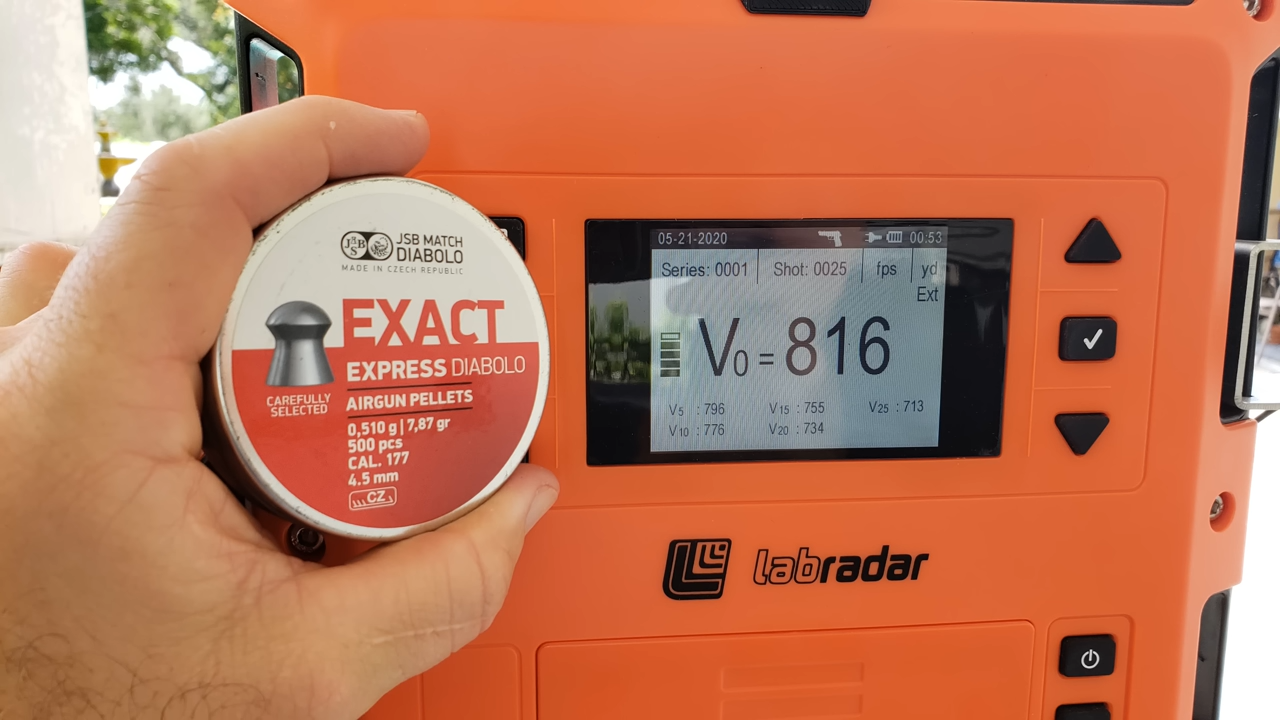 JSB
JSB MATCH
DIABOLO
MADE IN CZECH REPUBLIC
EXACT
EXPRESS DIABOLO
AIRGUN PELLETS
CAREFULLY
SELECTED
0,510 g | 7,87 gr
500 pcs
CAL. 177
4.5 mm
CZ
05-21-2020 00:53
Series: 0001 Shot: 0025 fps yd
Ext
V0 = 816
V5 : 796 V15 : 755 V25 : 713
V10 : 776 V20 : 734
labradar